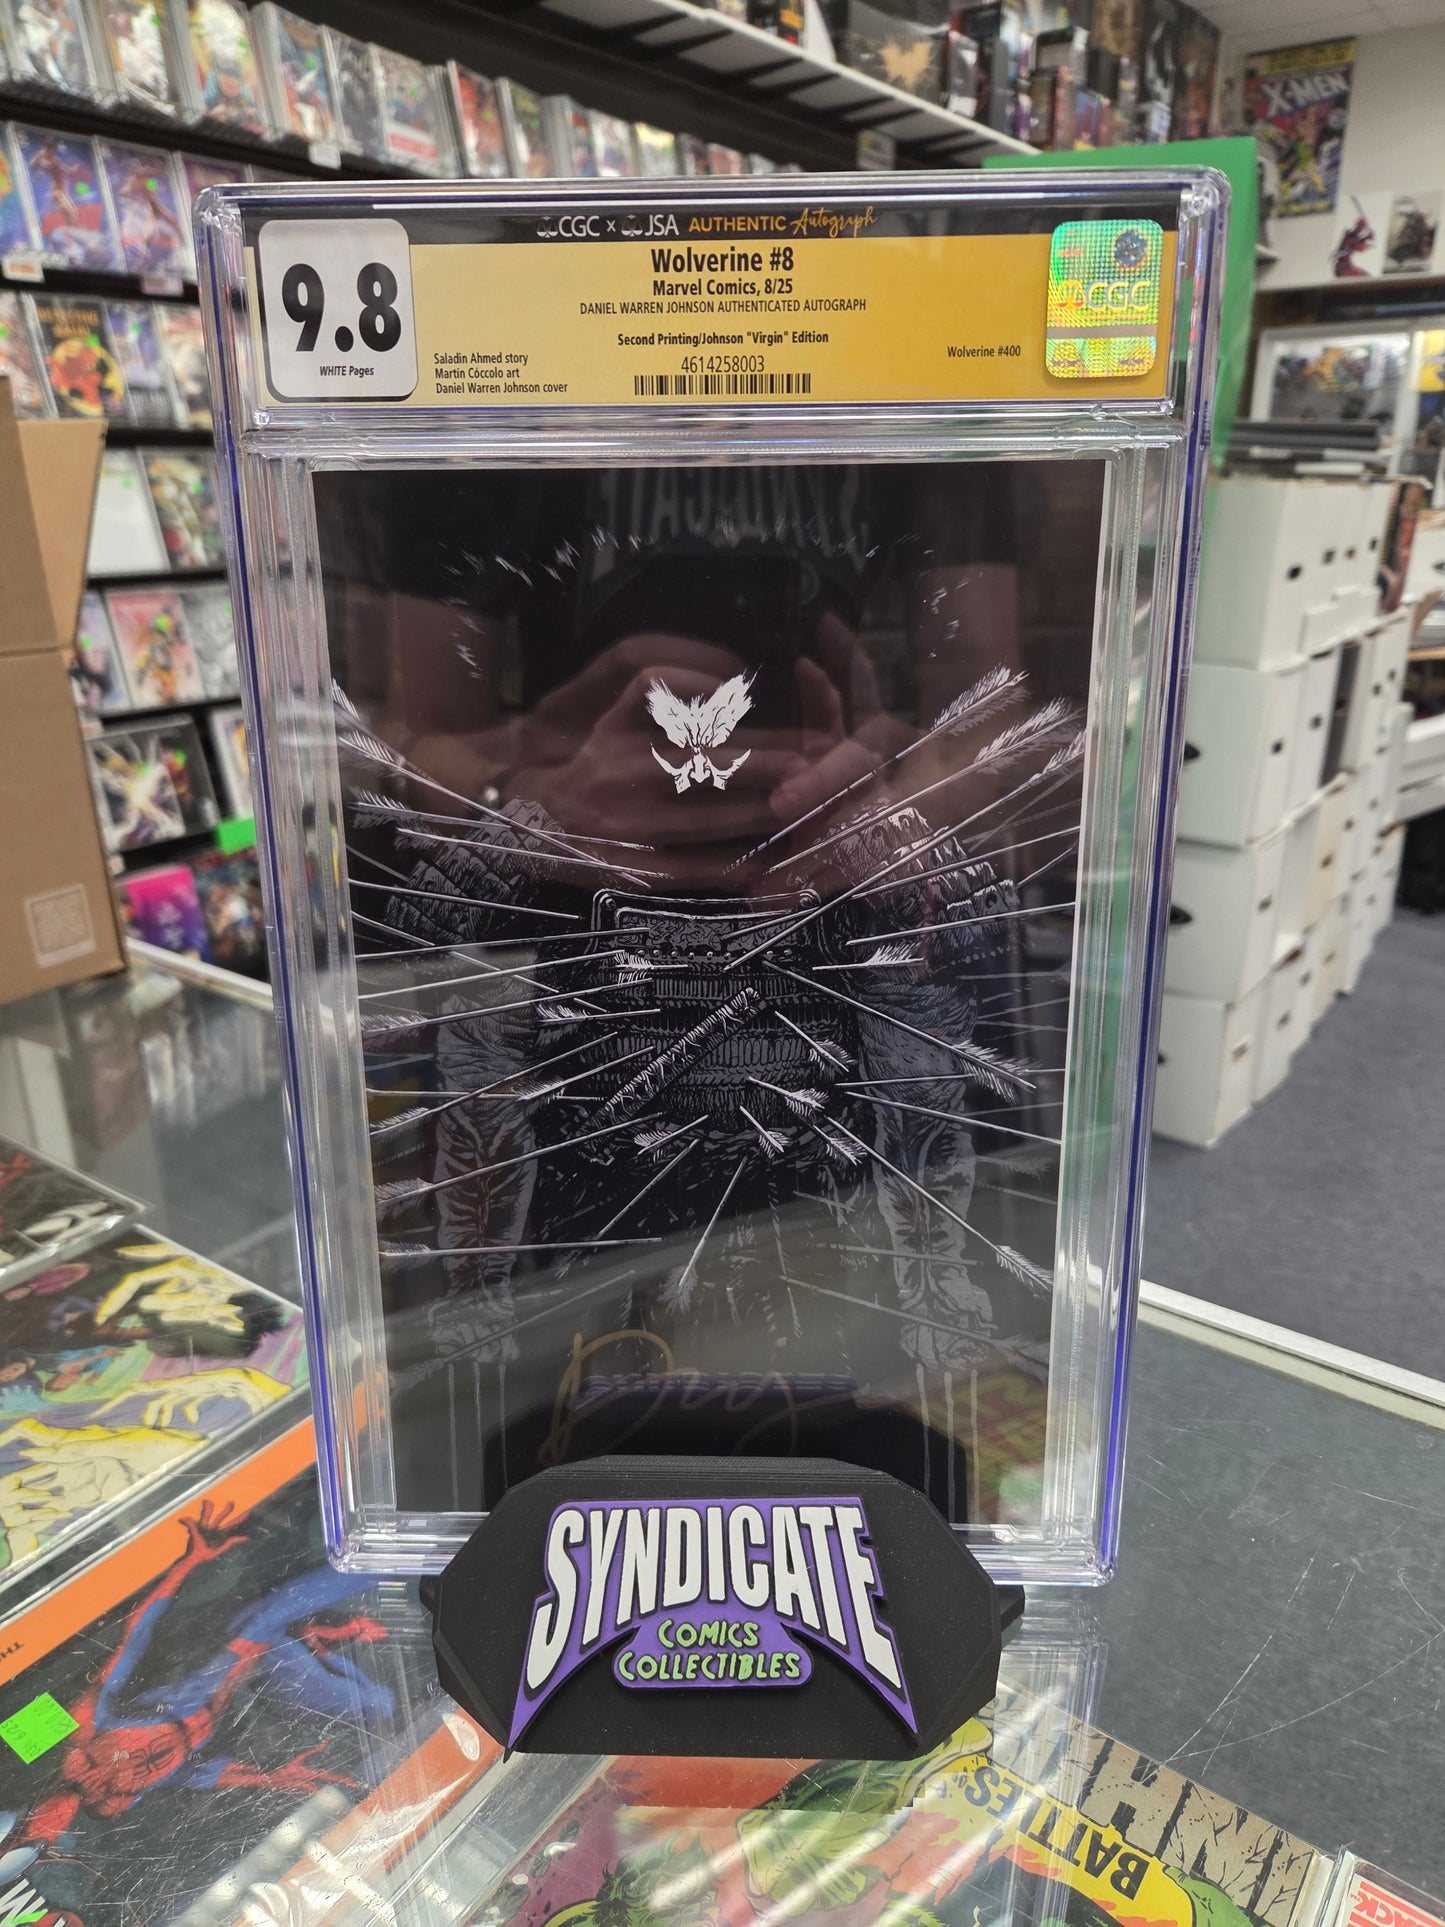 X-MEN
CGC x JSA AUTHENTIC Autograph
9.8
WHITE Pages
Wolverine #8
Marvel Comics, 8/25
DANIEL WARREN JOHNSON AUTHENTICATED AUTOGRAPH
Second Printing/Johnson "Virgin" Edition
4614258003
Saladin Ahmed story
Martin Cóccolo art
Daniel Warren Johnson cover
Wolverine #400
CGC
SYNDICATE
SYNDICATE
COMICS
COLLECTIBLES
BATTLES: